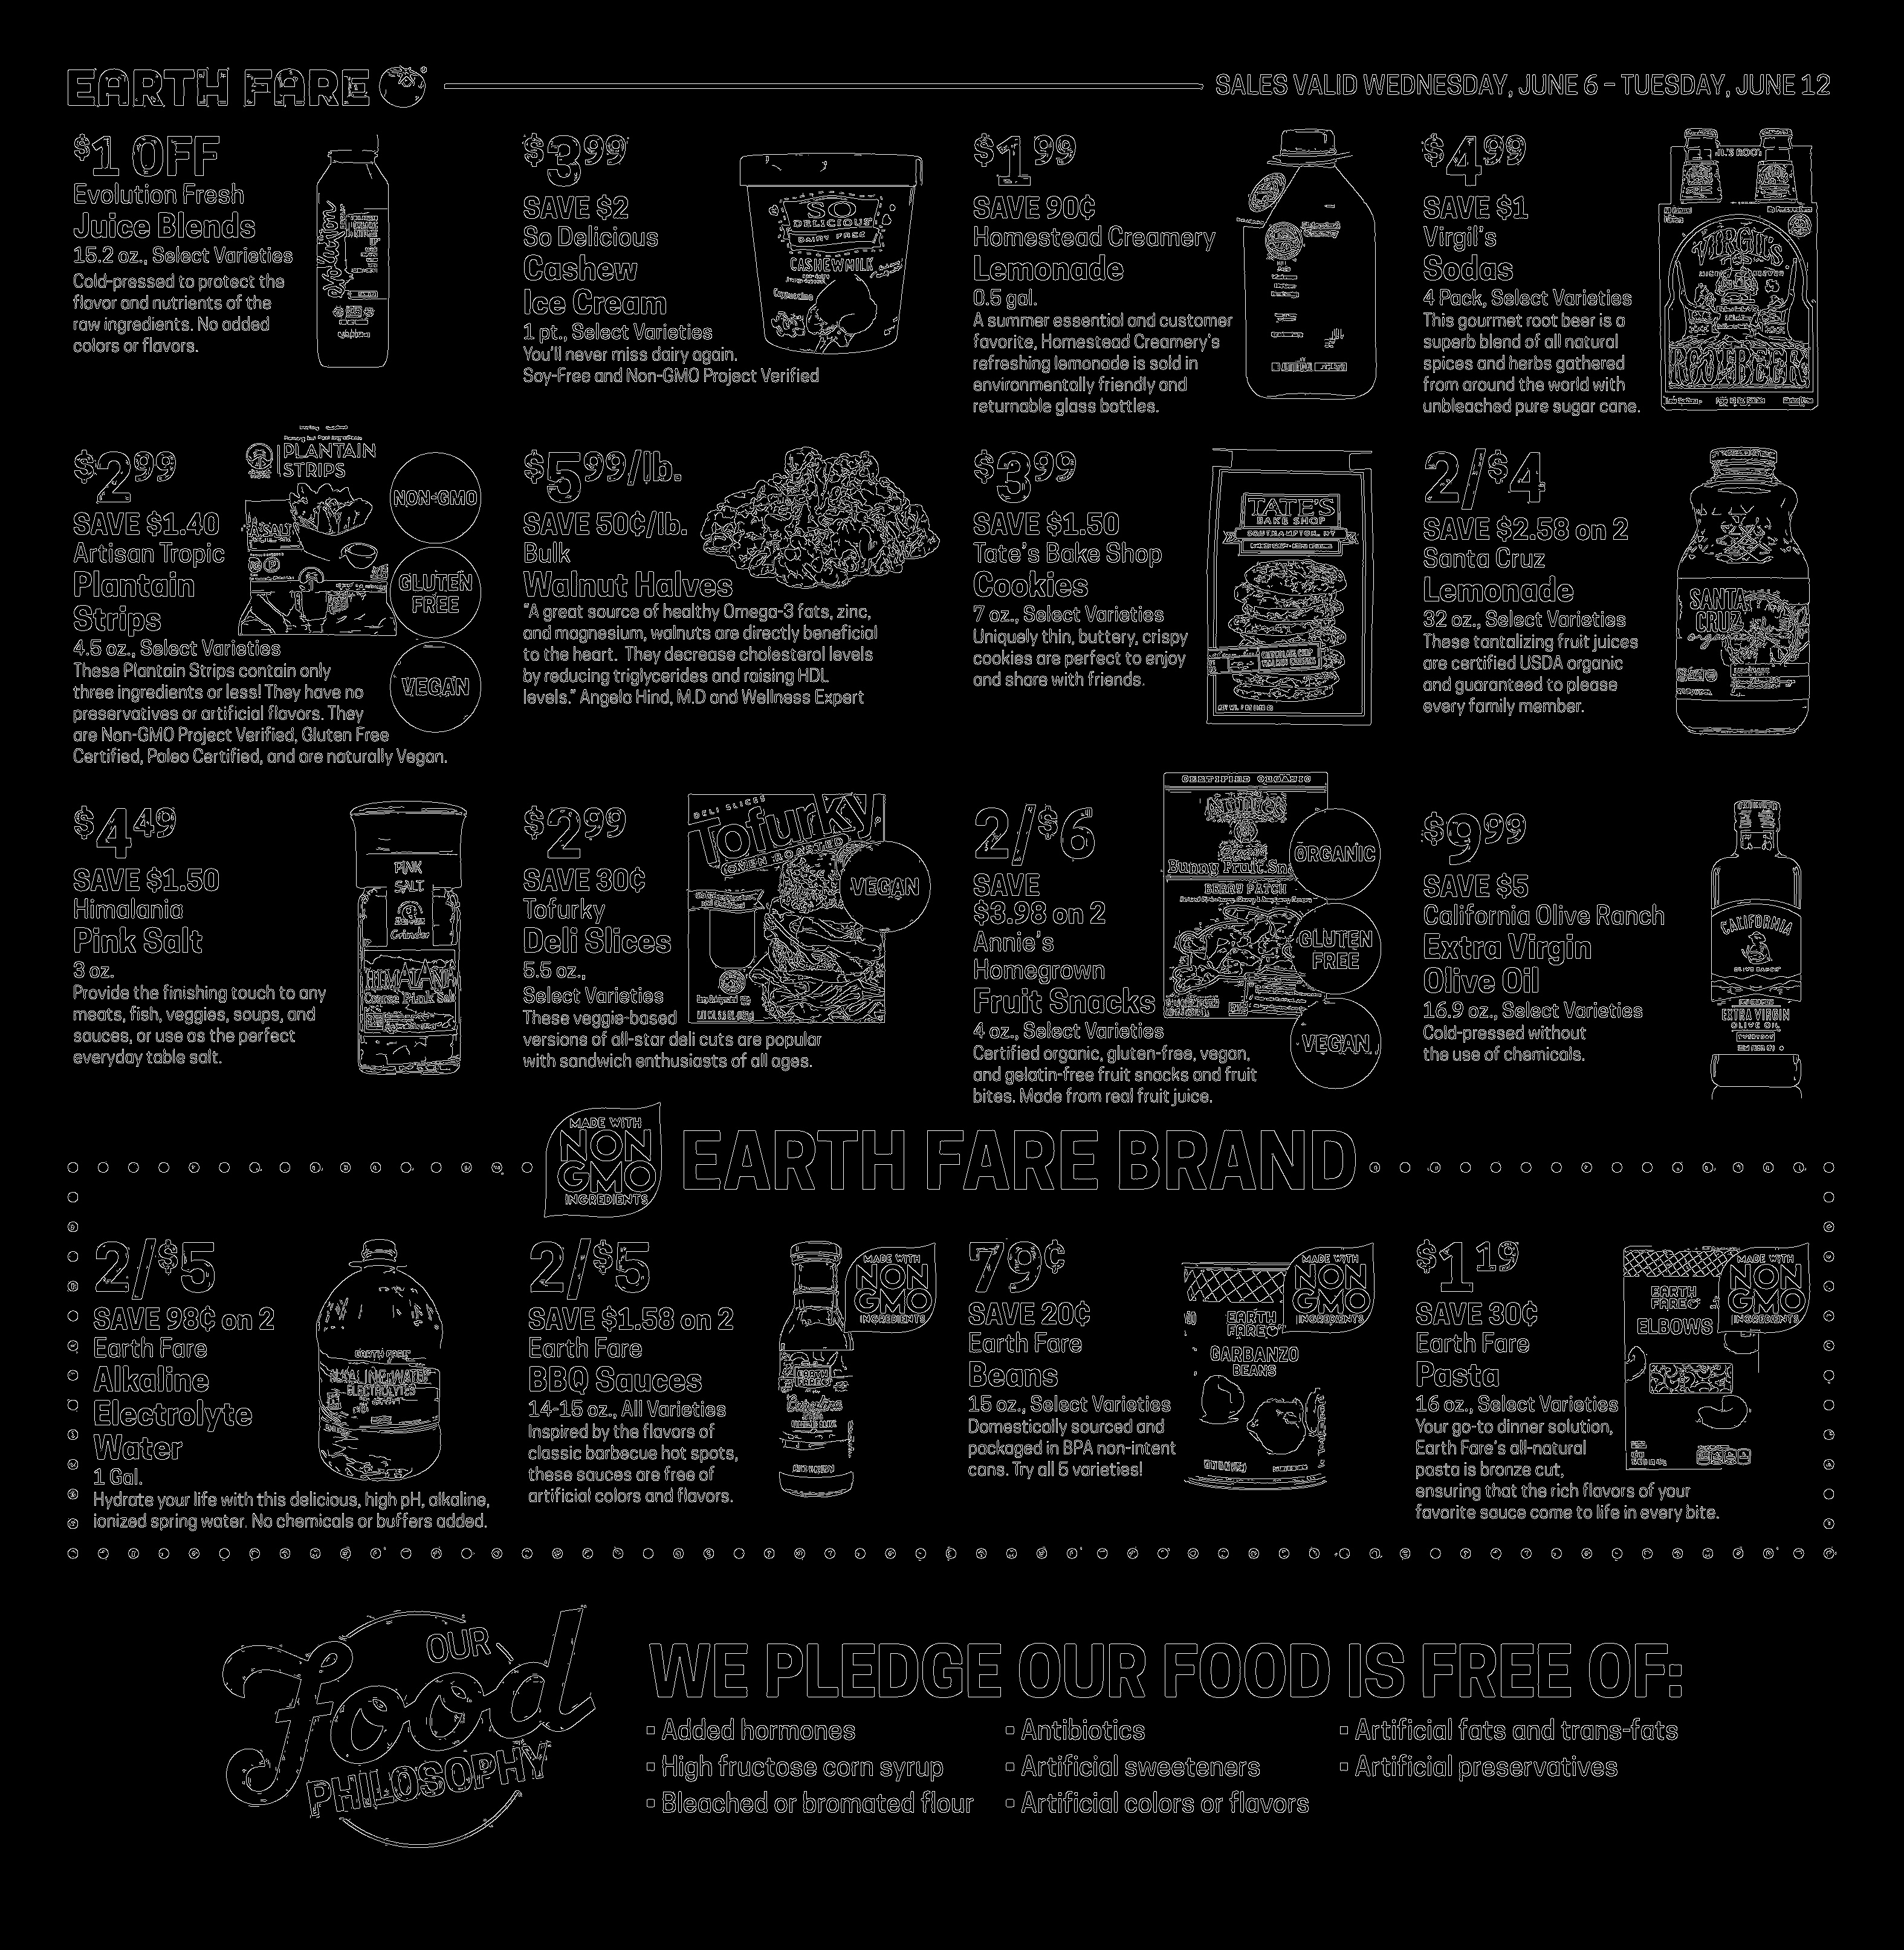 EARTH FARE
SALES VALID WEDNESDAY, JUNE 6 – TUESDAY, JUNE 12
$1 OFF
Evolution Fresh
Juice Blends
15.2 oz., Select Varieties
Cold-pressed to protect the
flavor and nutrients of the
raw ingredients. No added
colors or flavors.
$3.99
SAVE $2
So Delicious
Cashew
Ice Cream
1 pt., Select Varieties
You'll never miss dairy again.
Soy-Free and Non-GMO Project Verified
SO
DELICIOUS
DAIRY FREE
CASHEWMILK
$1.99
SAVE 90¢
Homestead Creamery
Lemonade
0.5 gal.
A summer essential and customer
favorite, Homestead Creamery's
refreshing lemonade is sold in
environmentally friendly and
returnable glass bottles.
$4.99
SAVE $1
Virgil's
Sodas
4 Pack, Select Varieties
This gourmet root beer is a
superb blend of all natural
spices and herbs gathered
from around the world with
unbleached pure sugar cane.
VIRGIL'S
ROOTBEER
$2.99
SAVE $1.40
Artisan Tropic
Plantain
Strips
4.5 oz., Select Varieties
These Plantain Strips contain only
three ingredients or less! They have no
preservatives or artificial flavors. They
are Non-GMO Project Verified, Gluten Free
Certified, Paleo Certified, and are naturally Vegan.
PLANTAIN
STRIPS
NON-GMO
GLUTEN
FREE
VEGAN
$5.99/lb.
SAVE 50¢/lb.
Bulk
Walnut Halves
"A great source of healthy Omega-3 fats, zinc,
and magnesium, walnuts are directly beneficial
to the heart. They decrease cholesterol levels
by reducing triglycerides and raising HDL
levels." Angela Hind, M.D and Wellness Expert
$3.99
SAVE $1.50
Tate's Bake Shop
Cookies
7 oz., Select Varieties
Uniquely thin, buttery, crispy
cookies are perfect to enjoy
and share with friends.
TATE'S
BAKE SHOP
2/$4
SAVE $2.58 on 2
Santa Cruz
Lemonade
32 oz., Select Varieties
These tantalizing fruit juices
are certified USDA organic
and guaranteed to please
every family member.
SANTA
CRUZ
$4.49
SAVE $1.50
Himalania
Pink Salt
3 oz.
Provide the finishing touch to any
meats, fish, veggies, soups, and
sauces, or use as the perfect
everyday table salt.
PINK
SALT
Grinder
HIMALANIA
Coarse Pink Salt
$2.99
SAVE 30¢
Tofurky
Deli Slices
5.5 oz.,
Select Varieties
These veggie-based
versions of all-star deli cuts are popular
with sandwich enthusiasts of all ages.
DELI SLICES
Tofurky
OVEN ROASTED
VEGAN
2/$6
SAVE
$3.98 on 2
Annie's
Homegrown
Fruit Snacks
4 oz., Select Varieties
Certified organic, gluten-free, vegan,
and gelatin-free fruit snacks and fruit
bites. Made from real fruit juice.
CERTIFIED ORGANIC
Annie's
Bunny Fruit
BERRY PATCH
ORGANIC
GLUTEN
FREE
VEGAN
$9.99
SAVE $5
California Olive Ranch
Extra Virgin
Olive Oil
16.9 oz., Select Varieties
Cold-pressed without
the use of chemicals.
CALIFORNIA
OLIVE RANCH
EXTRA VIRGIN
OLIVE OIL
MADE WITH
NON
GMO
INGREDIENTS
EARTH FARE BRAND
2/$5
SAVE 98¢ on 2
Earth Fare
Alkaline
Electrolyte
Water
1 Gal.
Hydrate your life with this delicious, high pH, alkaline,
ionized spring water. No chemicals or buffers added.
EARTH FARE
ALKALINE WATER
ELECTROLYTES
2/$5
SAVE $1.58 on 2
Earth Fare
BBQ Sauces
14-15 oz., All Varieties
Inspired by the flavors of
classic barbecue hot spots,
these sauces are free of
artificial colors and flavors.
EARTH
FARE
MADE WITH
NON
GMO
INGREDIENTS
79¢
SAVE 20¢
Earth Fare
Beans
15 oz., Select Varieties
Domestically sourced and
packaged in BPA non-intent
cans. Try all 5 varieties!
EARTH
FARE
GARBANZO
BEANS
MADE WITH
NON
GMO
INGREDIENTS
$1.19
SAVE 30¢
Earth Fare
Pasta
16 oz., Select Varieties
Your go-to dinner solution,
Earth Fare's all-natural
pasta is bronze cut,
ensuring that the rich flavors of your
favorite sauce come to life in every bite.
EARTH
FARE
ELBOWS
MADE WITH
NON
GMO
INGREDIENTS
OUR
Food
PHILOSOPHY
WE PLEDGE OUR FOOD IS FREE OF:
▪ Added hormones
▪ High fructose corn syrup
▪ Bleached or bromated flour
▪ Antibiotics
▪ Artificial sweeteners
▪ Artificial colors or flavors
▪ Artificial fats and trans-fats
▪ Artificial preservatives